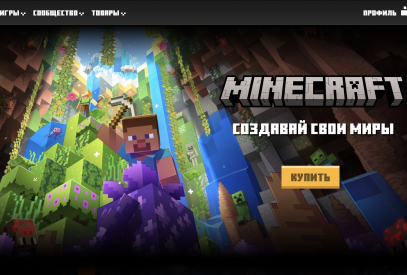 ИГРЫ СООБЩЕСТВО ТОВАРЫ ПРОФИЛЬ
MINECRAFT
СОЗДАВАЙ СВОИ МИРЫ
КУПИТЬ